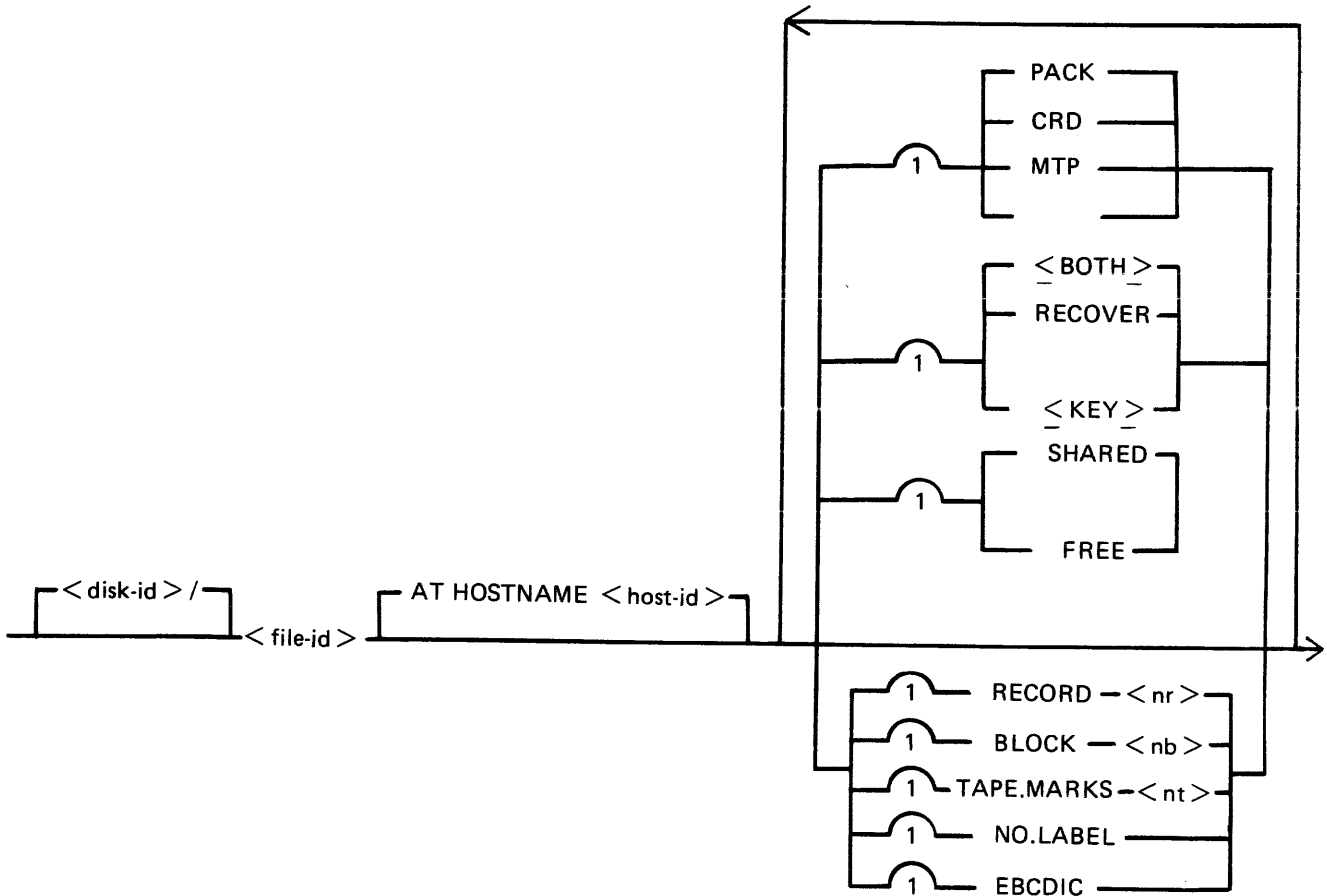 PACK
CRD
1 MTP
<BOTH>
RECOVER
1
<KEY>
SHARED
1
FREE
<disk-id>/
AT HOSTNAME <host-id>
<file-id>
1 RECORD <nr>
1 BLOCK <nb>
1 TAPE.MARKS <nt>
1 NO.LABEL
1 EBCDIC